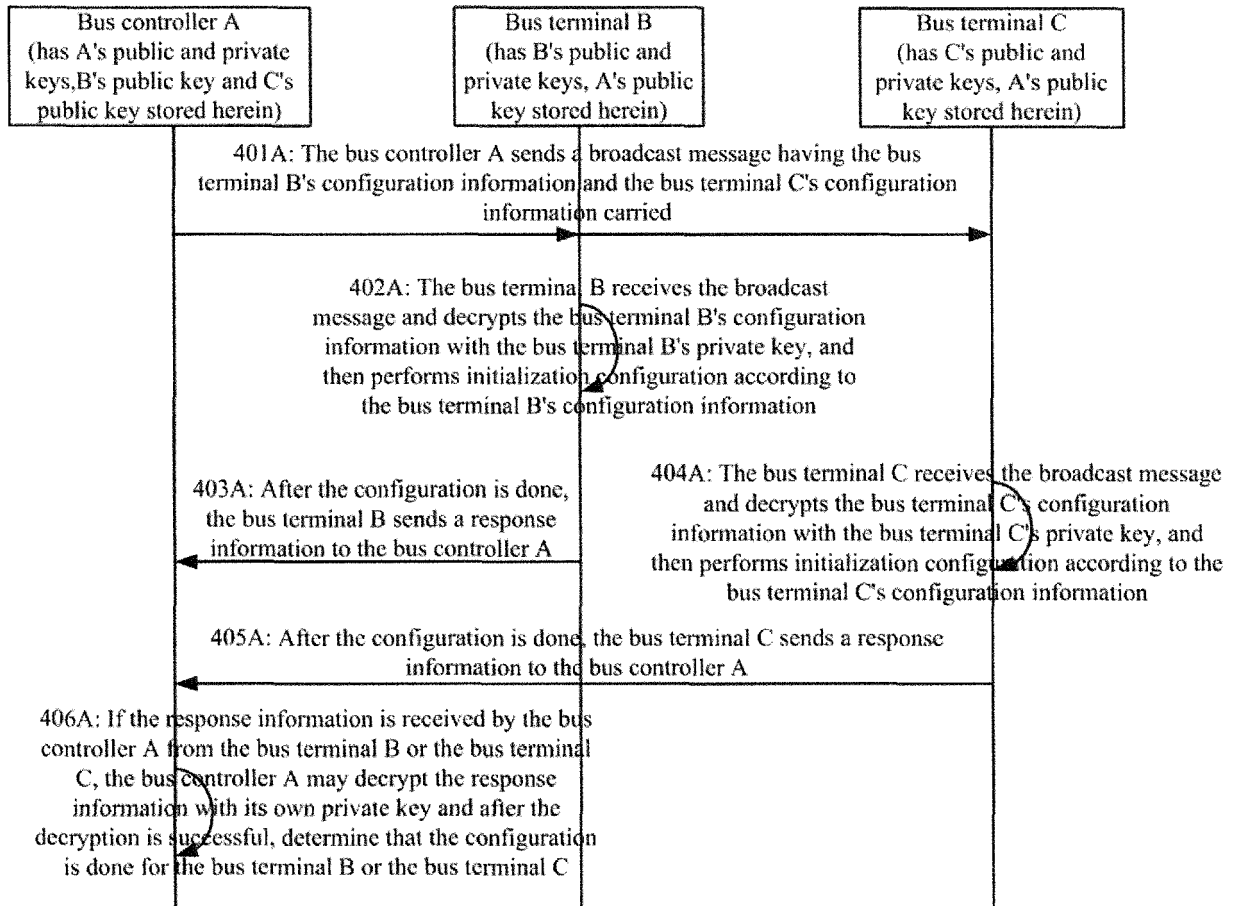 Bus controller A
(has A's public and private
keys,B's public key and C's
public key stored herein)
Bus terminal B
(has B's public and
private keys, A's public
key stored herein)
Bus terminal C
(has C's public and
private keys, A's public
key stored herein)
401A: The bus controller A sends a broadcast message having the bus
terminal B's configuration information and the bus terminal C's configuration
information carried
402A: The bus terminal B receives the broadcast
message and decrypts the bus terminal B's configuration
information with the bus terminal B's private key, and
then performs initialization configuration according to
the bus terminal B's configuration information
403A: After the configuration is done,
the bus terminal B sends a response
information to the bus controller A
404A: The bus terminal C receives the broadcast message
and decrypts the bus terminal C's configuration
information with the bus terminal C's private key, and
then performs initialization configuration according to the
bus terminal C's configuration information
405A: After the configuration is done, the bus terminal C sends a response
information to the bus controller A
406A: If the response information is received by the bus
controller A from the bus terminal B or the bus terminal
C, the bus controller A may decrypt the response
information with its own private key and after the
decryption is successful, determine that the configuration
is done for the bus terminal B or the bus terminal C